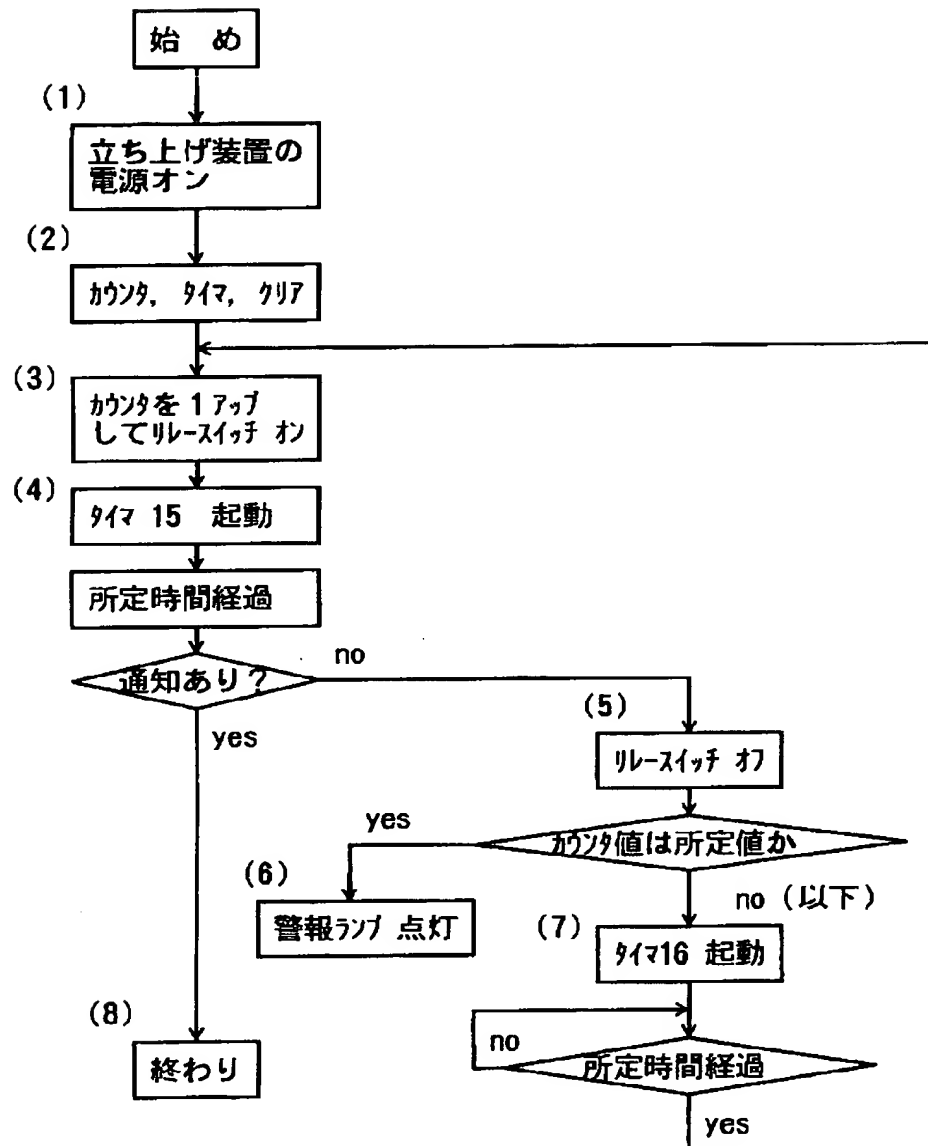 始 め
(1)
立ち上げ装置の
電源オン
(2)
カウンタ, タイマ, クリア
(3)
カウンタを1アップ
してリレースイッチ オン
(4)
タイマ 15 起動
所定時間経過
通知あり?
no
yes
(5)
リレースイッチ オフ
カウンタ値は所定値か
yes
(6)
警報ランプ 点灯
no (以下)
(7)
タイマ16 起動
no
所定時間経過
yes
(8)
終わり